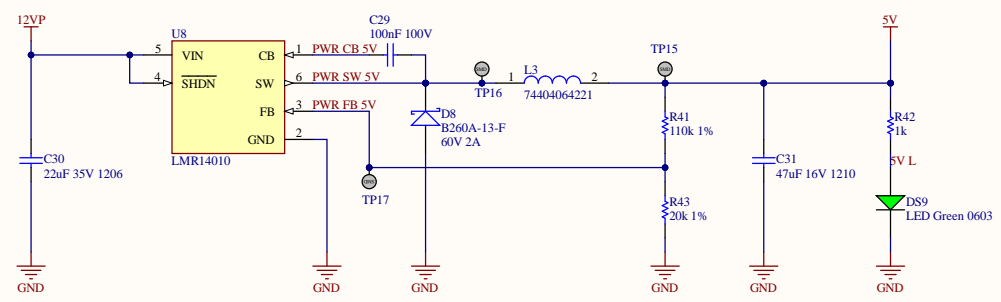 12VP
5V
U8
C29
100nF 100V
5
VIN
CB
1
PWR CB 5V
4
SHDN
SW
6
PWR SW 5V
FB
3
PWR FB 5V
GND
2
LMR14010
TP16
1
L3
2
74404064221
TP15
D8
B260A-13-F
60V 2A
R41
110k 1%
R42
1k
5V L
C30
22uF 35V 1206
TP17
R43
20k 1%
C31
47uF 16V 1210
DS9
LED Green 0603
GND
GND
GND
GND
GND
GND